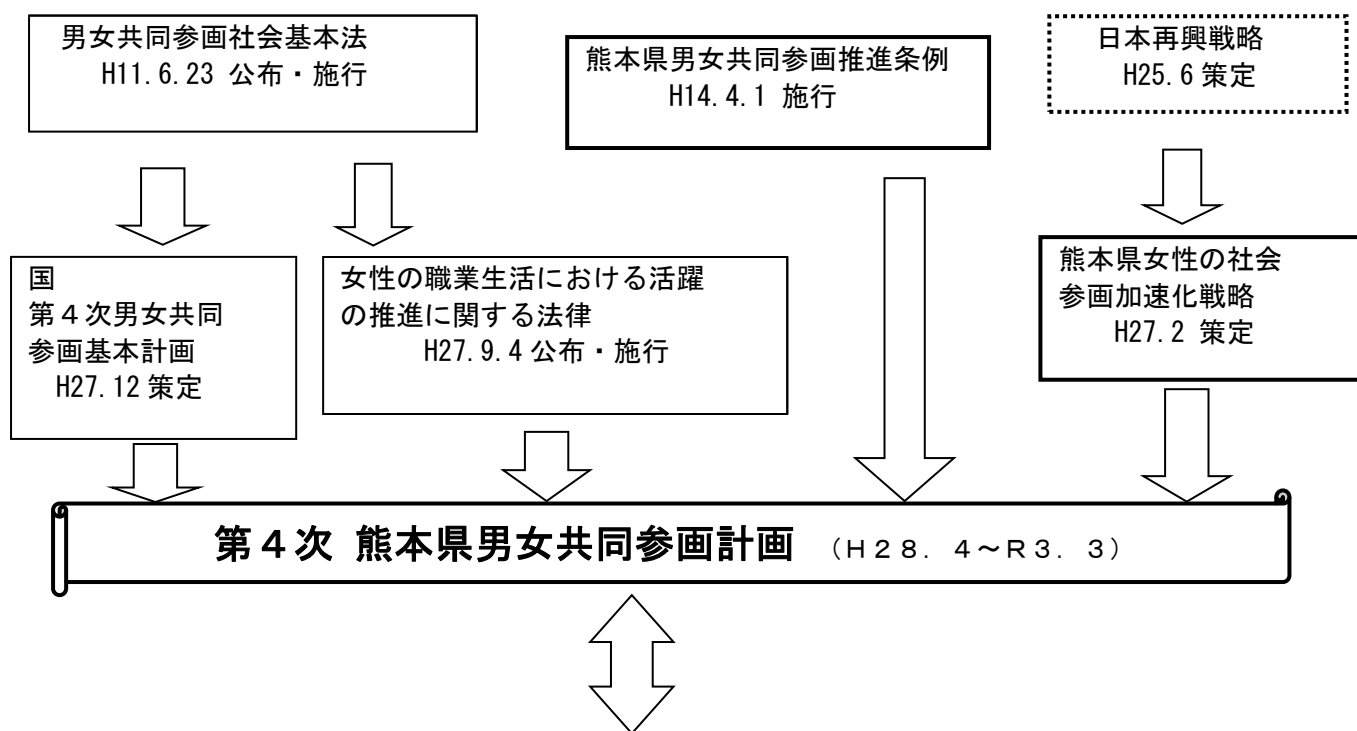 男女共同参画社会基本法
H11.6.23 公布・施行
熊本県男女共同参画推進条例
H14.4.1 施行
日本再興戦略
H25.6 策定
国
第４次男女共同
参画基本計画
H27.12 策定
女性の職業生活における活躍
の推進に関する法律
H27.9.4 公布・施行
熊本県女性の社会
参画加速化戦略
H27.2 策定
第４次 熊本県男女共同参画計画 （Ｈ２８．４～Ｒ３．３）